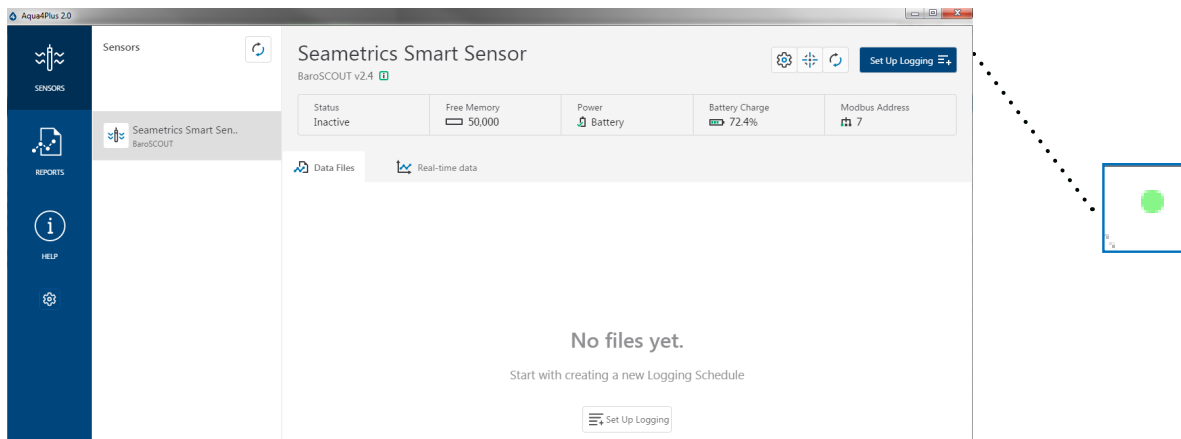 Aqua4Plus 2.0
SENSORS
REPORTS
HELP
Sensors
Seametrics Smart Sen..
BaroSCOUT
Seametrics Smart Sensor
BaroSCOUT v2.4
Set Up Logging
Status
Inactive
Free Memory
50,000
Power
Battery
Battery Charge
72.4%
Modbus Address
7
Data Files
Real-time data
No files yet.
Start with creating a new Logging Schedule
Set Up Logging